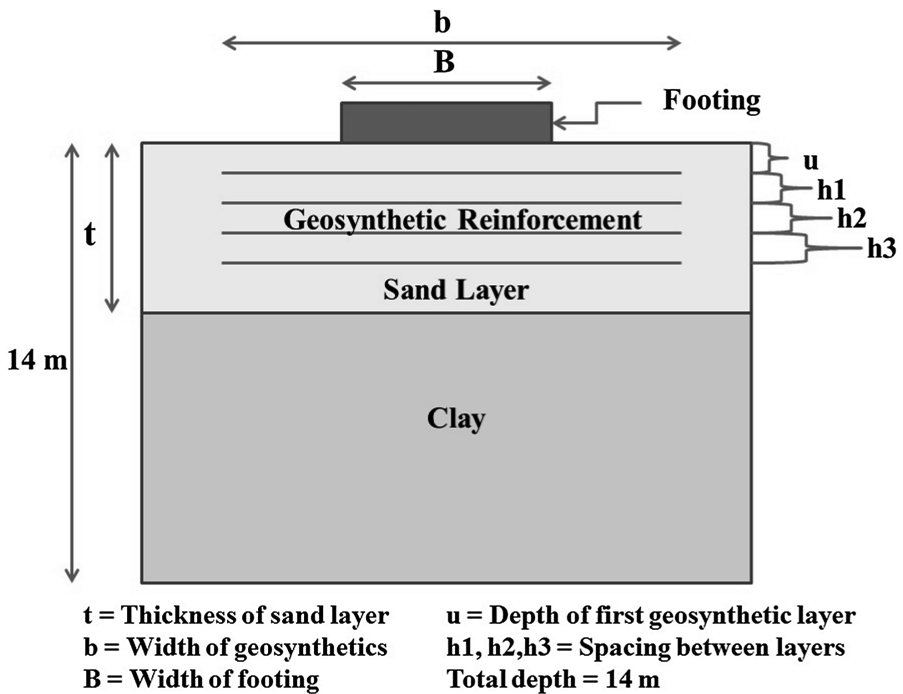 b
B
Footing
u
h1
h2
h3
t
Geosynthetic Reinforcement
Sand Layer
14 m
Clay
t = Thickness of sand layer
b = Width of geosynthetics
B = Width of footing
u = Depth of first geosynthetic layer
h1, h2,h3 = Spacing between layers
Total depth = 14 m